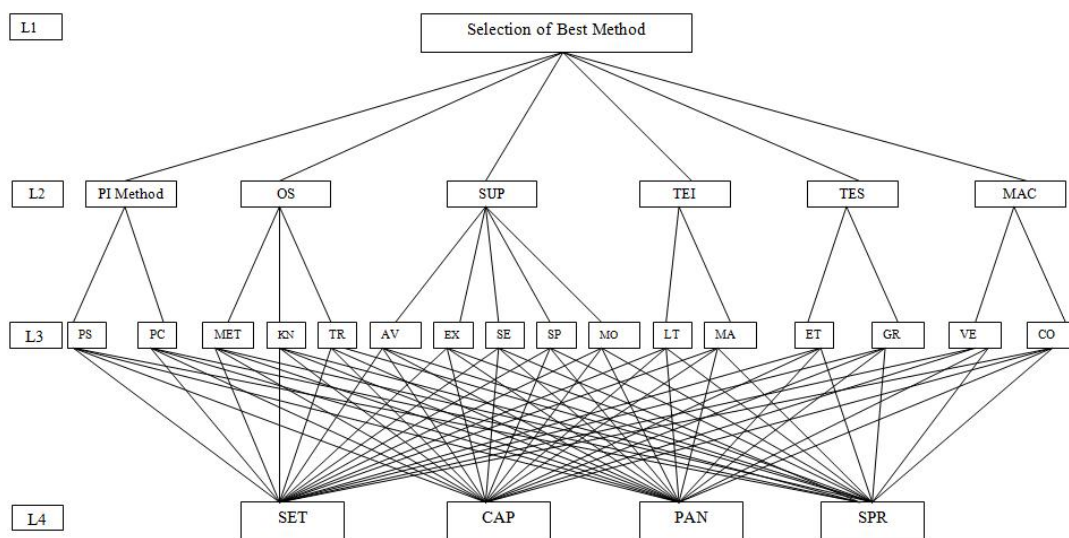 L1
Selection of Best Method
L2
PI Method
OS
SUP
TEI
TES
MAC
L3
PS
PC
MET
KN
TR
AV
EX
SE
SP
MO
LT
MA
ET
GR
VE
CO
L4
SET
CAP
PAN
SPR